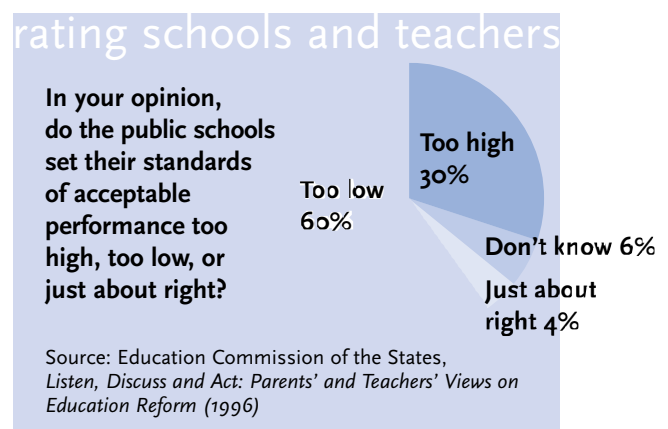 rating schools and teachers
In your opinion,
do the public schools
set their standards
of acceptable
performance too
high, too low, or
just about right?
Too high
30%
Too low
60%
Don't know 6%
Just about
right 4%
Source: Education Commission of the States,
Listen, Discuss and Act: Parents' and Teachers' Views on
Education Reform (1996)